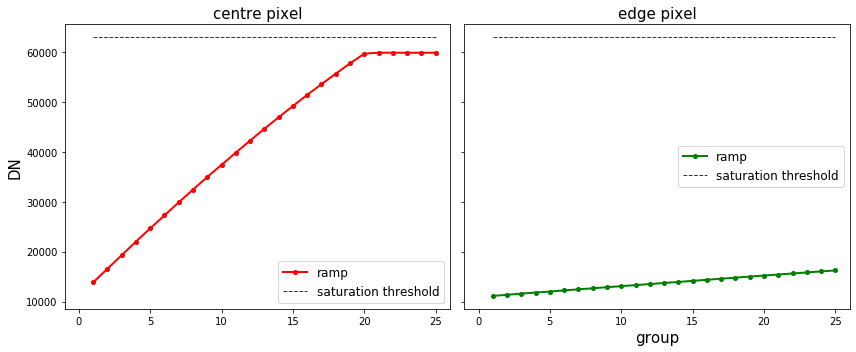 centre pixel
edge pixel
DN
60000
50000
40000
30000
20000
10000
ramp
saturation threshold
ramp
saturation threshold
0 5 10 15 20 25
0 5 10 15 20 25
group